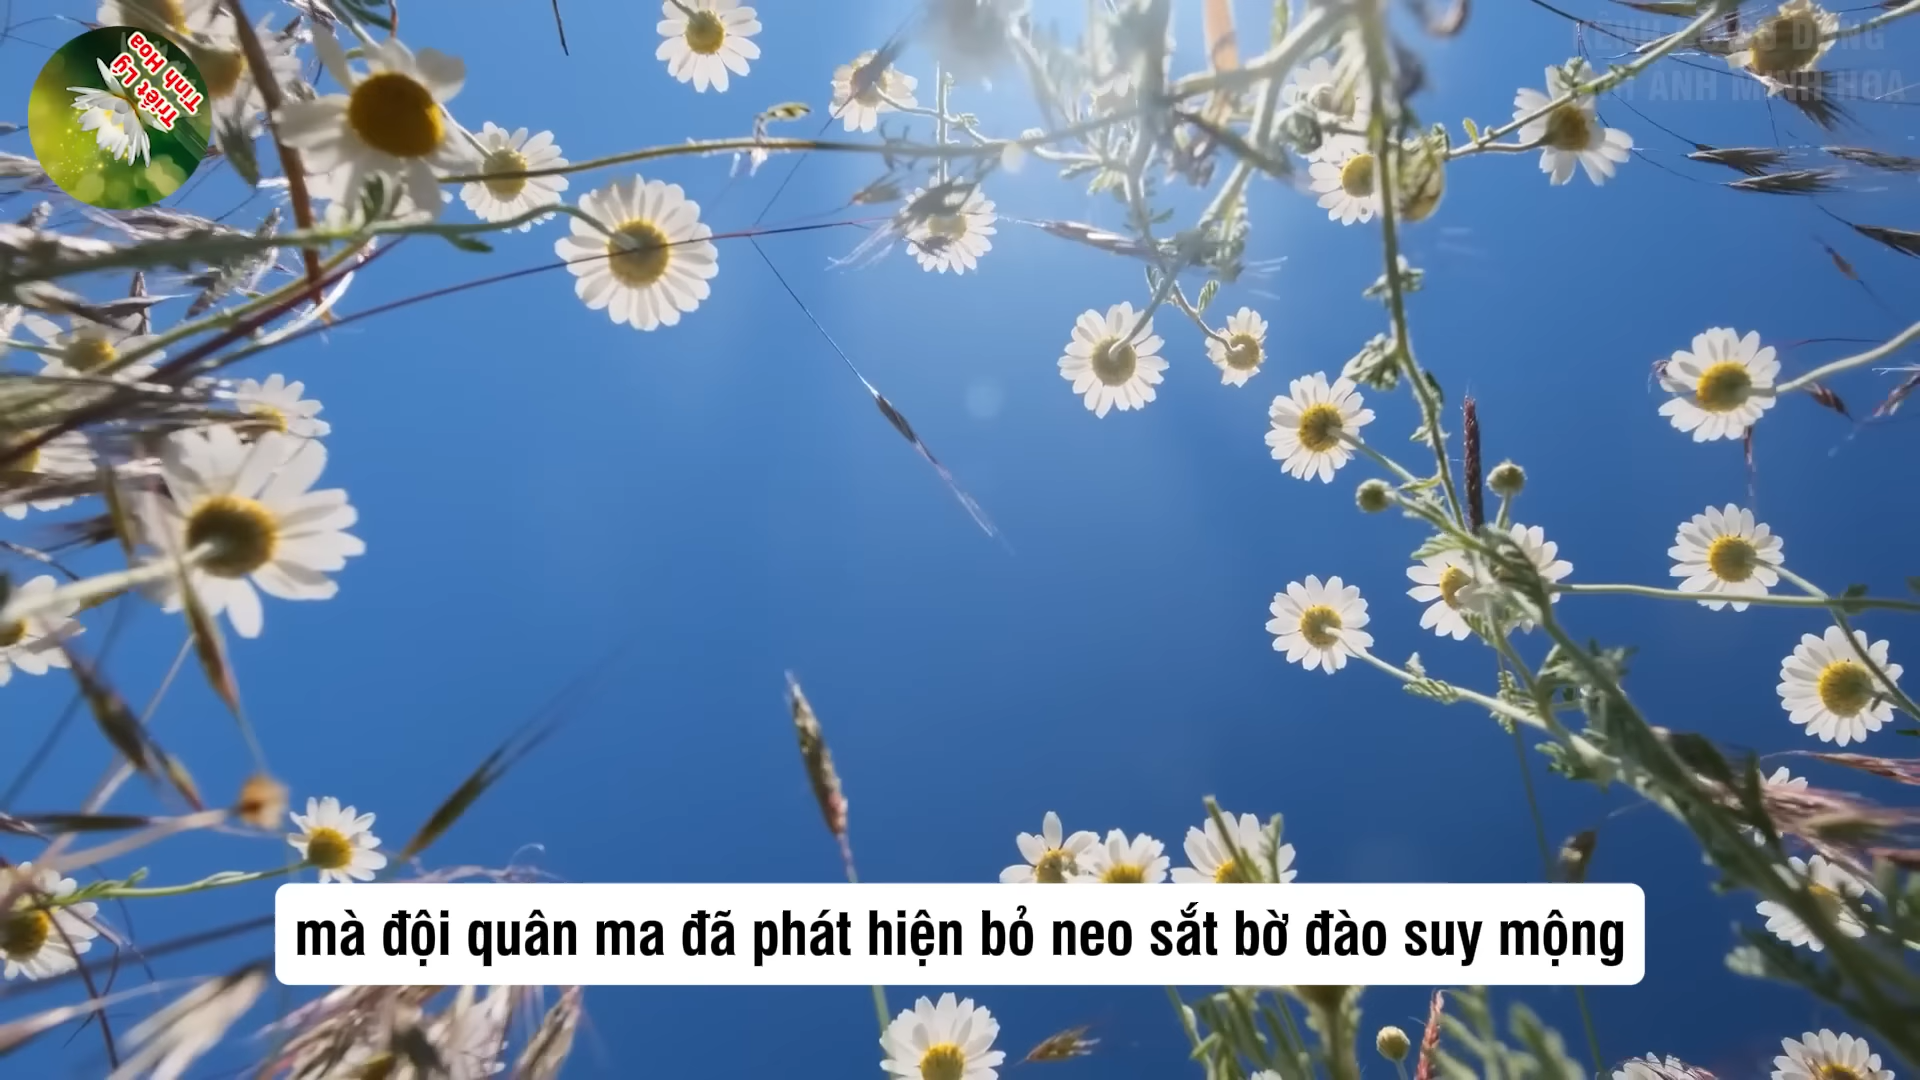 Triết Lý
Tinh Hoa
mà đội quân ma đã phát hiện bỏ neo sắt bờ đào suy mộng